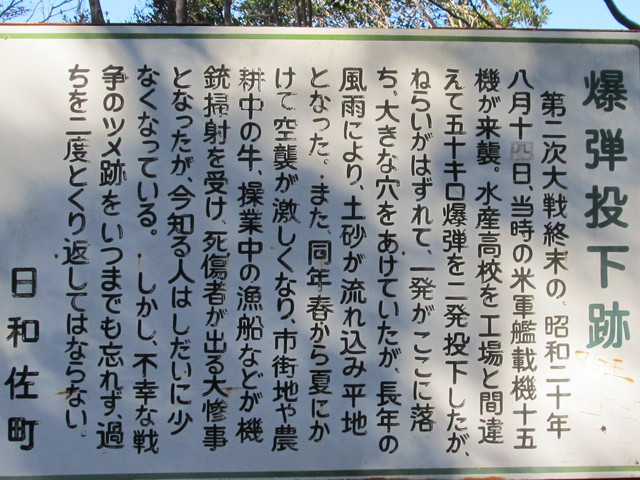 爆弾投下跡
第二次大戦終末の、昭和二十年
八月十四日、当時の米軍艦載機十五
機が来襲。水産高校を工場と間違
えて五十キロ爆弾を二発投下したが、
ねらいがはずれて、一発がここに落
ち、大きな穴をあけていたが、長年の
風雨により、土砂が流れ込み平地
となった。また、同年春から夏にか
けて空襲が激しくなり、市街地や農
耕中の牛、操業中の漁船などが機
銃掃射を受け、死傷者が出る大惨事
となったが、今知る人はしだいに少
なくなっている。しかし、不幸な戦
争のツメ跡をいつまでも忘れず、過
ちを二度とくり返してはならない。
日和佐町